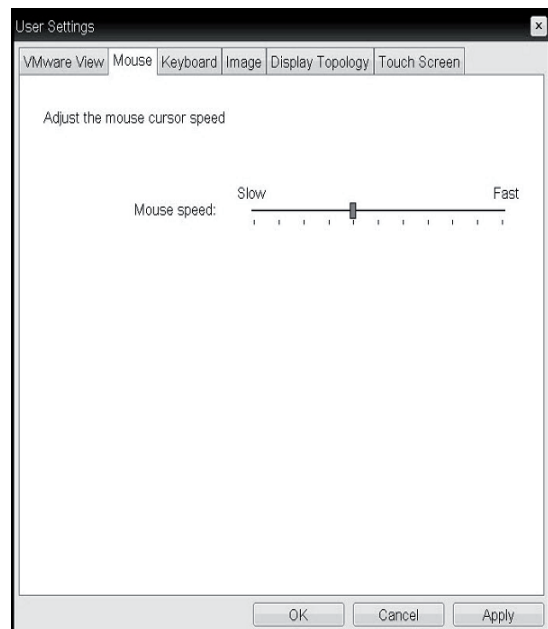 User Settings
VMware View Mouse Keyboard Image Display Topology Touch Screen
Adjust the mouse cursor speed
Slow Fast
Mouse speed:
OK Cancel Apply